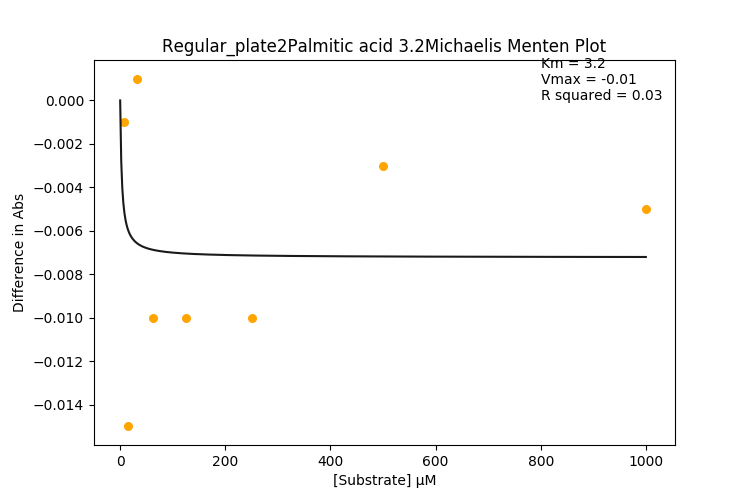 Regular_plate2Palmitic acid 3.2Michaelis Menten Plot
Km = 3.2
Vmax = -0.01
R squared = 0.03
0.000
−0.002
−0.004
−0.006
−0.008
−0.010
−0.012
−0.014
Difference in Abs
0 200 400 600 800 1000
[Substrate] μM